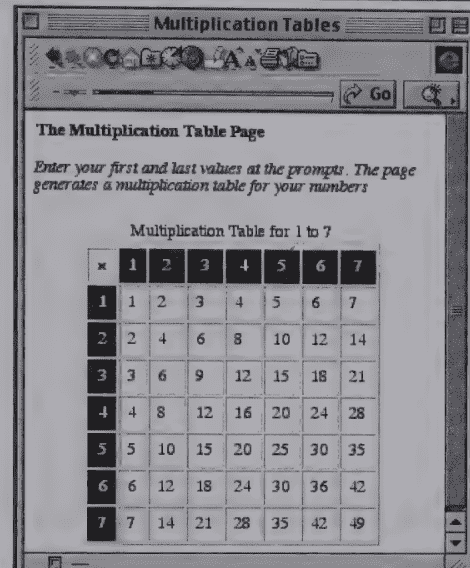 Multiplication Tables
Go
The Multiplication Table Page
Enter your first and last values at the prompts. The page
generates a multiplication table for your numbers
Multiplication Table for 1 to 7
× 1 2 3 4 5 6 7
1 1 2 3 4 5 6 7
2 2 4 6 8 10 12 14
3 3 6 9 12 15 18 21
4 4 8 12 16 20 24 28
5 5 10 15 20 25 30 35
6 6 12 18 24 30 36 42
7 7 14 21 28 35 42 49